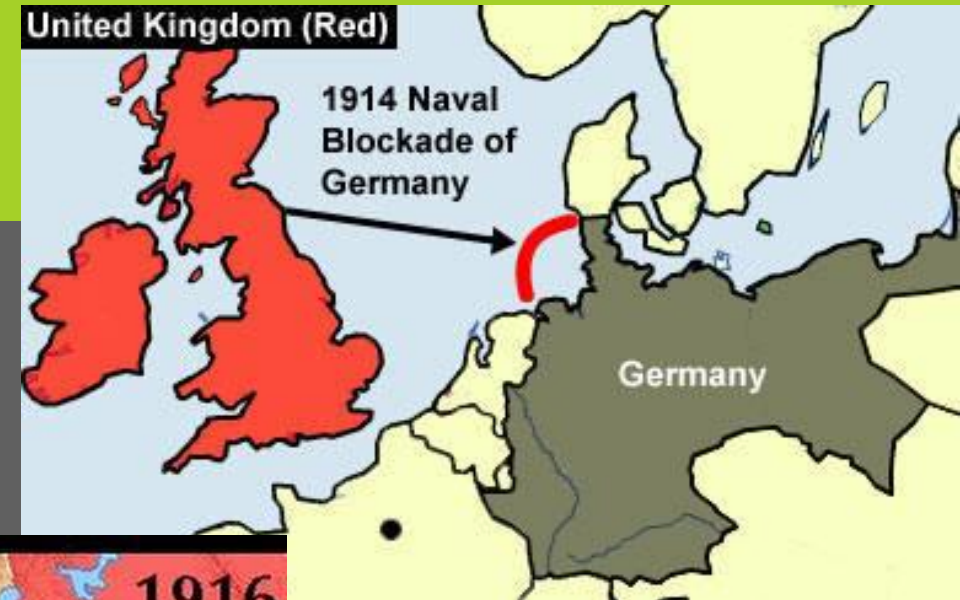 United Kingdom (Red)
1914 Naval
Blockade of
Germany
Germany
1916